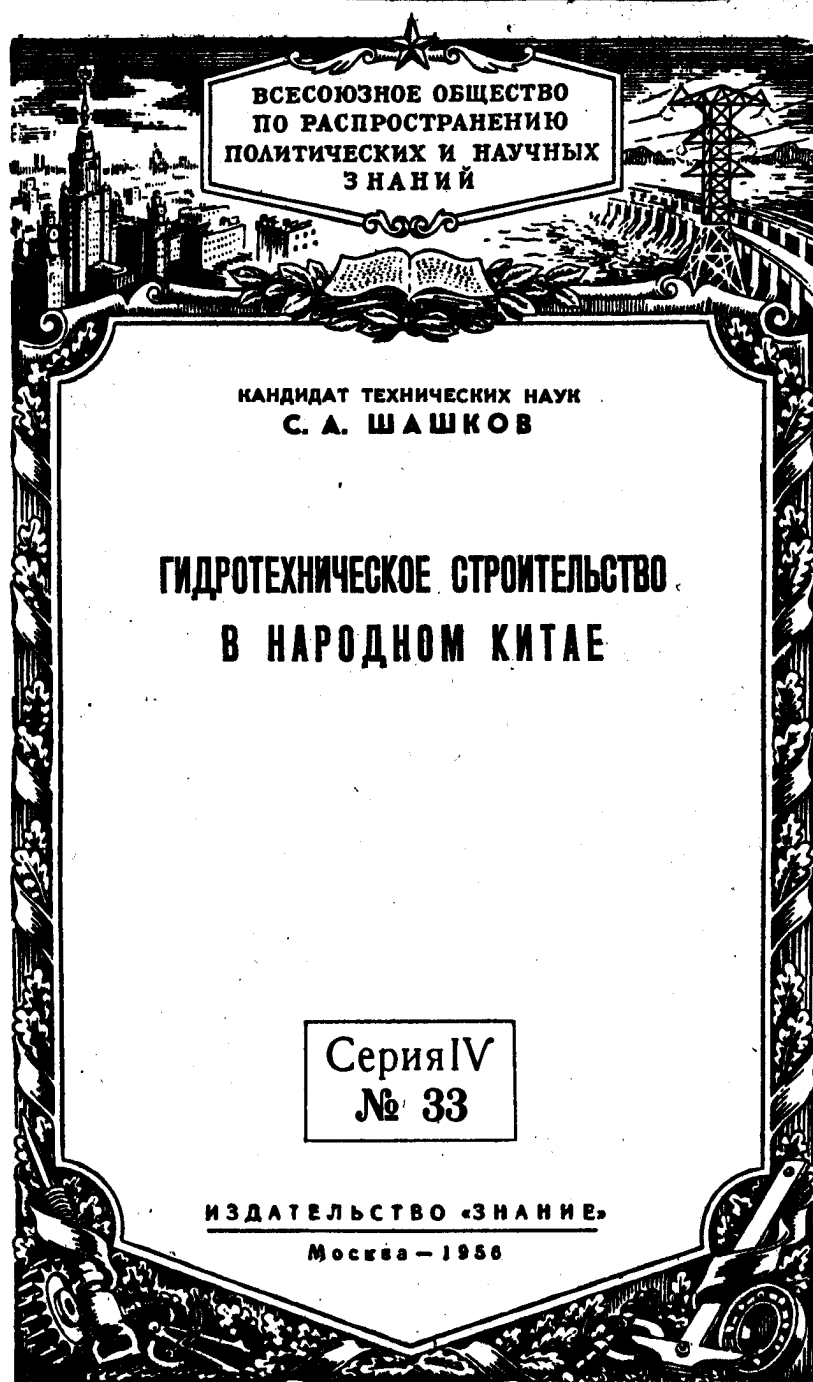 ВСЕСОЮЗНОЕ ОБЩЕСТВО
ПО РАСПРОСТРАНЕНИЮ
ПОЛИТИЧЕСКИХ И НАУЧНЫХ
ЗНАНИЙ
КАНДИДАТ ТЕХНИЧЕСКИХ НАУК
С. А. ШАШКОВ
ГИДРОТЕХНИЧЕСКОЕ СТРОИТЕЛЬСТВО
В НАРОДНОМ КИТАЕ
Серия IV
№ 33
ИЗДАТЕЛЬСТВО «ЗНАНИЕ»
Москва — 1956